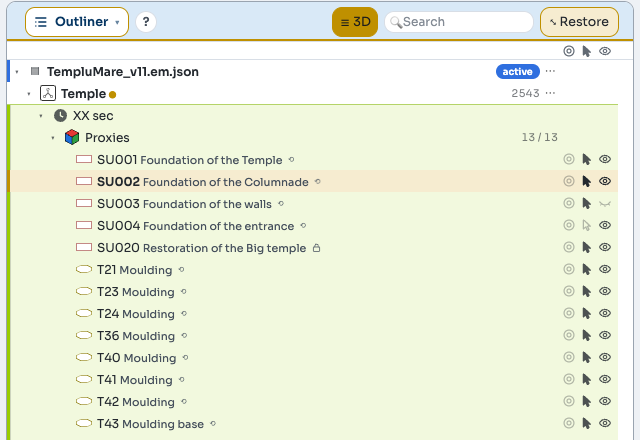 Outliner ?
3D
Search
Restore
TempluMare_v11.em.json active ...
Temple 2543 ...
XX sec
Proxies 13 / 13
SU001 Foundation of the Temple
SU002 Foundation of the Columnade
SU003 Foundation of the walls
SU004 Foundation of the entrance
SU020 Restoration of the Big temple
T21 Moulding
T23 Moulding
T24 Moulding
T36 Moulding
T40 Moulding
T41 Moulding
T42 Moulding
T43 Moulding base